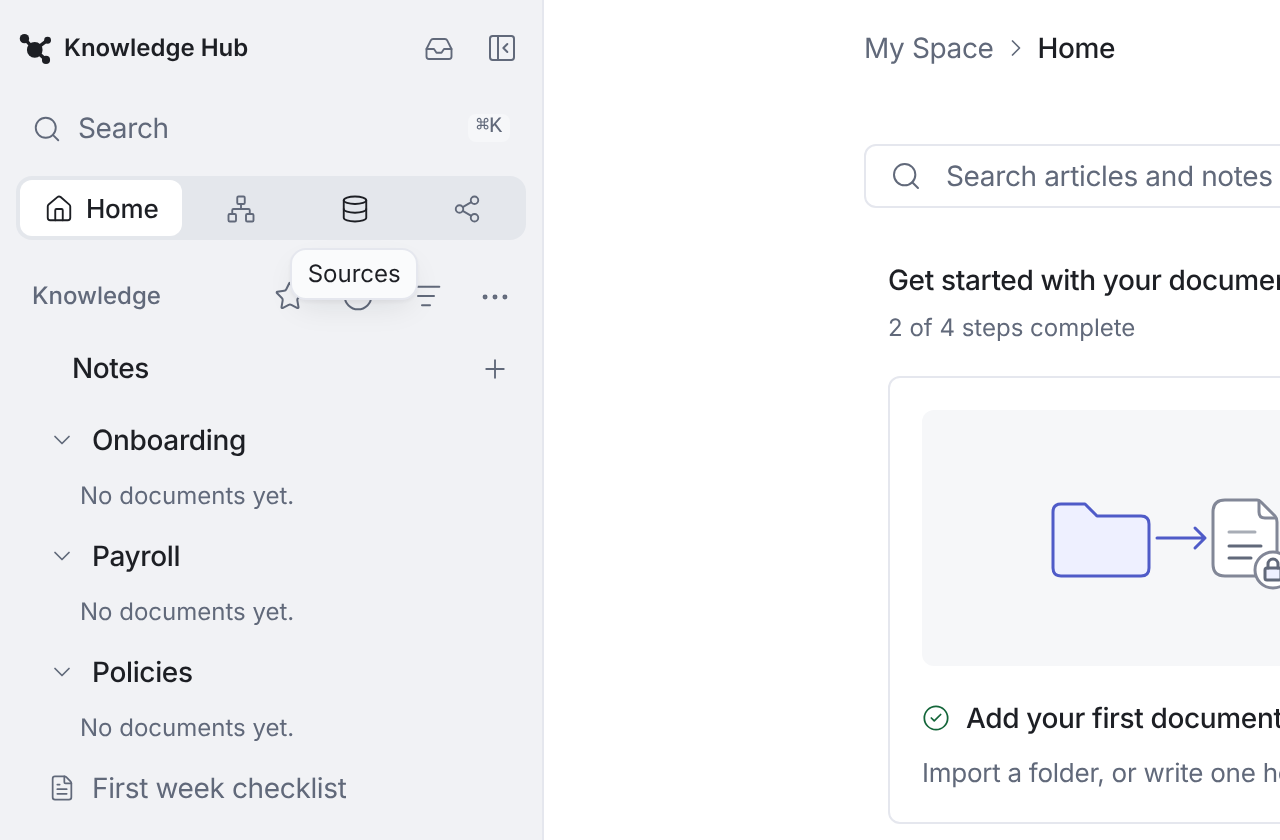 Knowledge Hub
Search
⌘K
Home
Sources
Knowledge
Notes
Onboarding
No documents yet.
Payroll
No documents yet.
Policies
No documents yet.
First week checklist
My Space
Home
Search articles and notes
Get started with your
2 of 4 steps complete
Add your first document
Import a folder, or write one